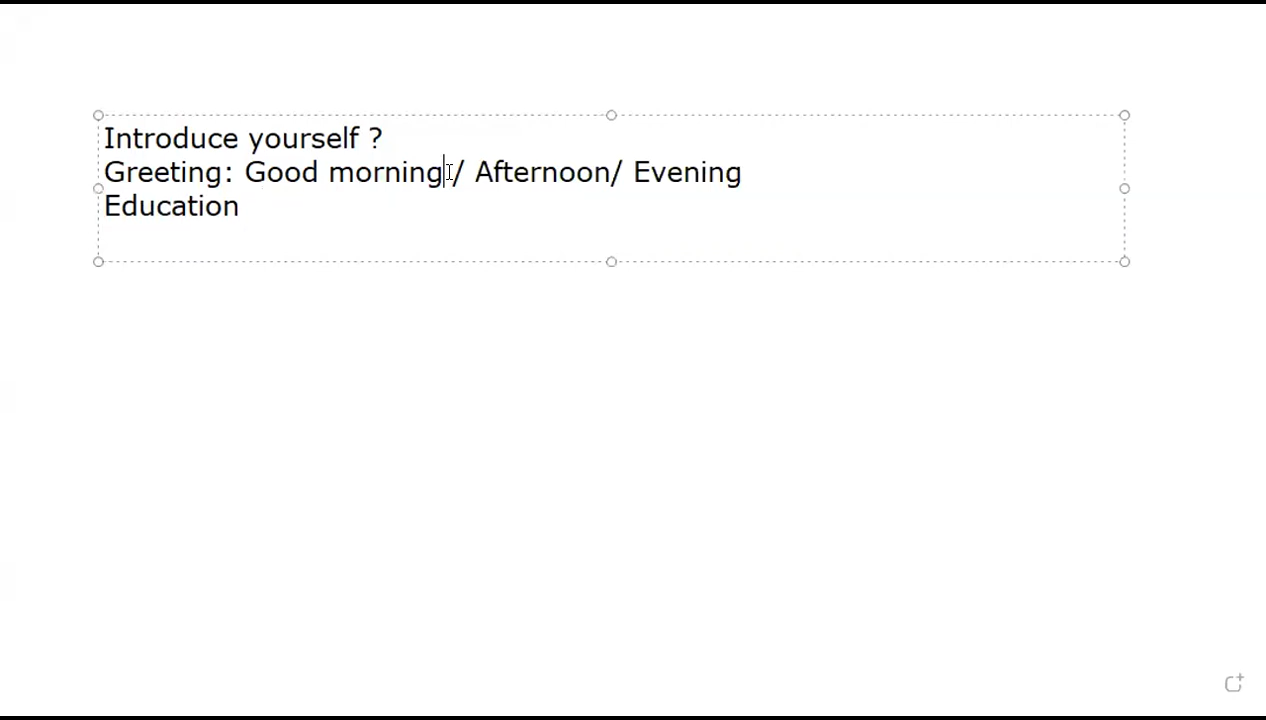 Introduce yourself ?
Greeting: Good morning / Afternoon/ Evening
Education